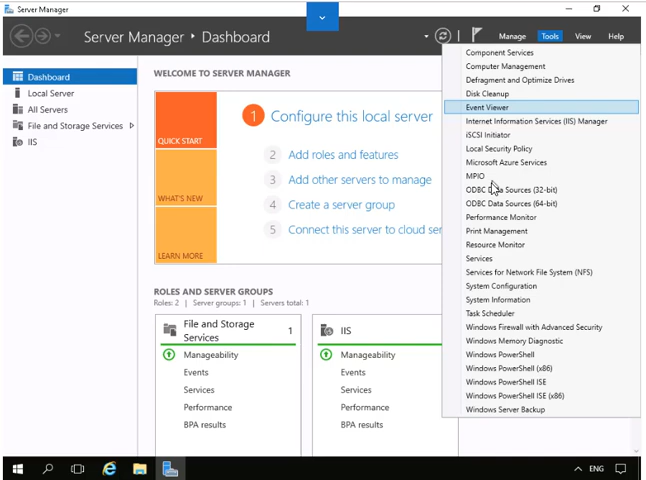 Server Manager
Server Manager • Dashboard
Manage
Tools
View
Help
Dashboard
Local Server
All Servers
File and Storage Services
IIS
WELCOME TO SERVER MANAGER
QUICK START
WHAT'S NEW
LEARN MORE
1 Configure this local server
2 Add roles and features
3 Add other servers to manage
4 Create a server group
5 Connect this server to cloud ser
ROLES AND SERVER GROUPS
Roles: 2 | Server groups: 1 | Servers total: 1
File and Storage
Services
1
Manageability
Events
Services
Performance
BPA results
IIS
Manageability
Events
Services
Performance
BPA results
Component Services
Computer Management
Defragment and Optimize Drives
Disk Cleanup
Event Viewer
Internet Information Services (IIS) Manager
iSCSI Initiator
Local Security Policy
Microsoft Azure Services
MPIO
ODBC Data Sources (32-bit)
ODBC Data Sources (64-bit)
Performance Monitor
Print Management
Resource Monitor
Services
Services for Network File System (NFS)
System Configuration
System Information
Task Scheduler
Windows Firewall with Advanced Security
Windows Memory Diagnostic
Windows PowerShell
Windows PowerShell (x86)
Windows PowerShell ISE
Windows PowerShell ISE (x86)
Windows Server Backup
ENG